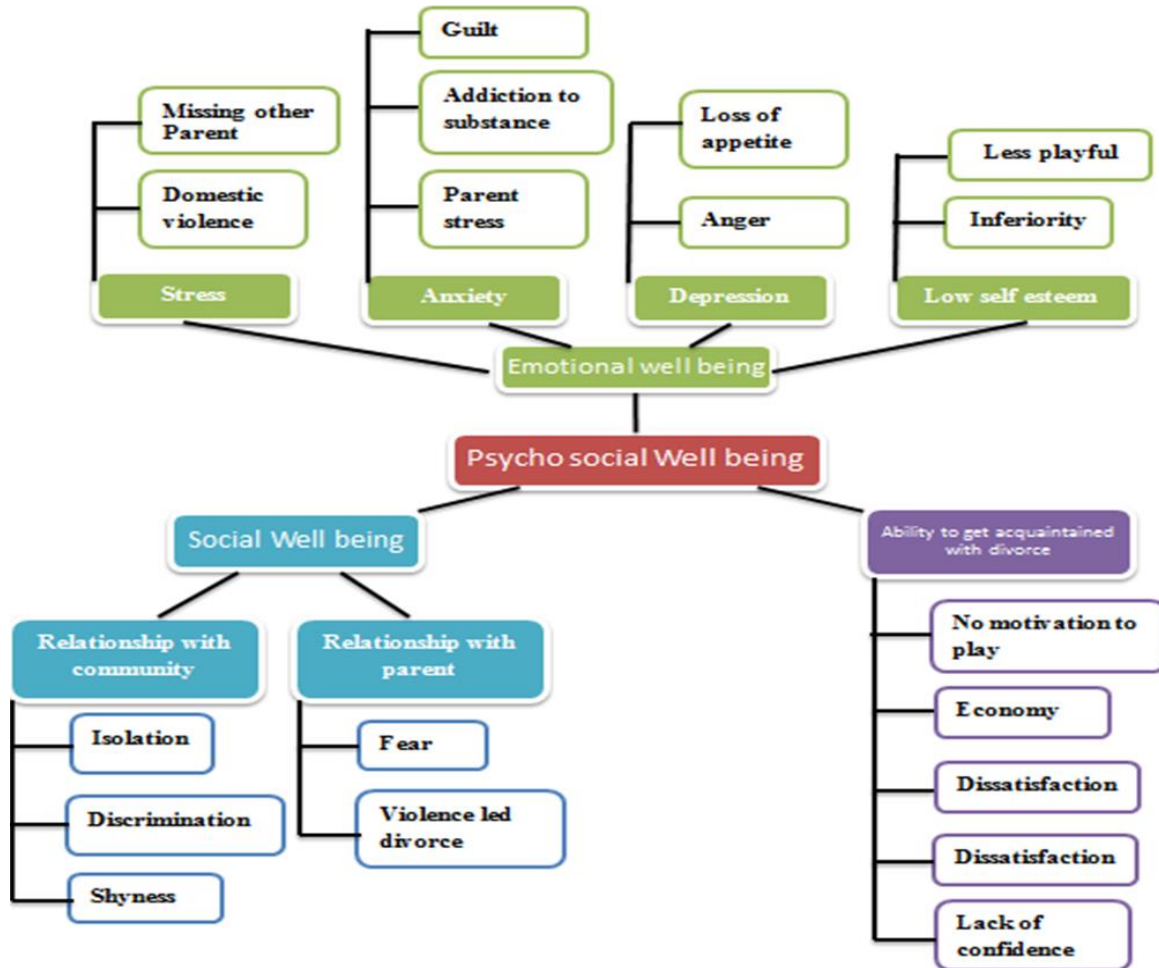 Guilt
Addiction to
substance
Parent
stress
Missing other
Parent
Domestic
violence
Loss of
appetite
Anger
Less playful
Inferiority
Stress
Anxiety
Depression
Low self esteem
Emotional well being
Psycho social Well being
Social Well being
Ability to get acquaintained
with divorce
Relationship with
community
Relationship with
parent
Isolation
Discrimination
Shyness
Fear
Violence led
divorce
No motivation to
play
Economy
Dissatisfaction
Dissatisfaction
Lack of
confidence